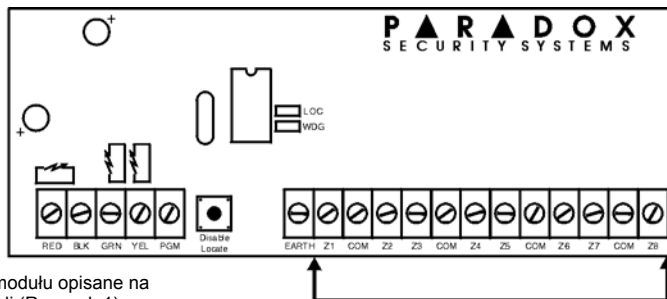 PARADOX
SECURITY SYSTEMS
LOC
WDG
RED BLK GRN YEL PGM
Disable
Locate
EARTH Z1 COM Z2 Z3 COM Z4 Z5 COM Z6 Z7 COM Z8
modułu opisane na